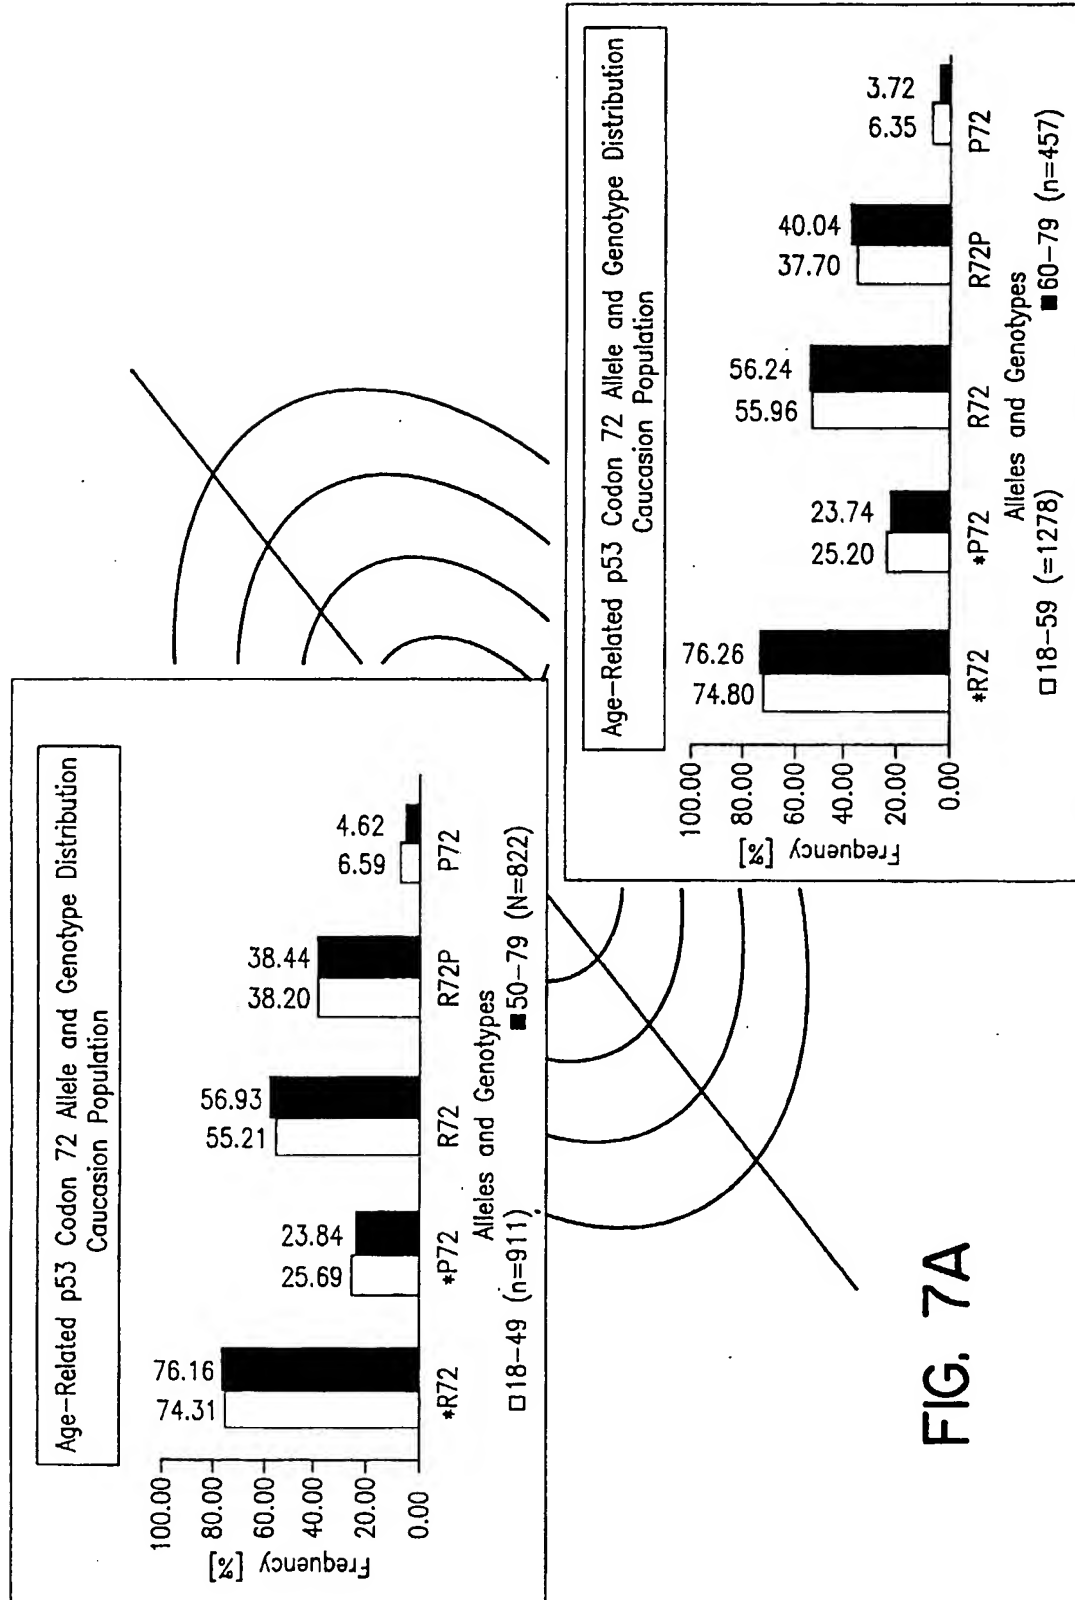 Age-Related p53 Codon 72 Allele and Genotype Distribution
Caucasion Population
Frequency [%]
100.00
80.00
60.00
40.00
20.00
0.00
74.31 76.16
25.69 23.84
55.21 56.93
38.20 38.44
6.59 4.62
*R72 *P72 R72 R72P P72
Alleles and Genotypes
□18-49 (n=911) ■50-79 (N=822)
Age-Related p53 Codon 72 Allele and Genotype Distribution
Caucasion Population
Frequency [%]
100.00
80.00
60.00
40.00
20.00
0.00
74.80 76.26
25.20 23.74
55.96 56.24
37.70 40.04
6.35 3.72
*R72 *P72 R72 R72P P72
Alleles and Genotypes
□18-59 (=1278) ■60-79 (n=457)
FIG. 7A